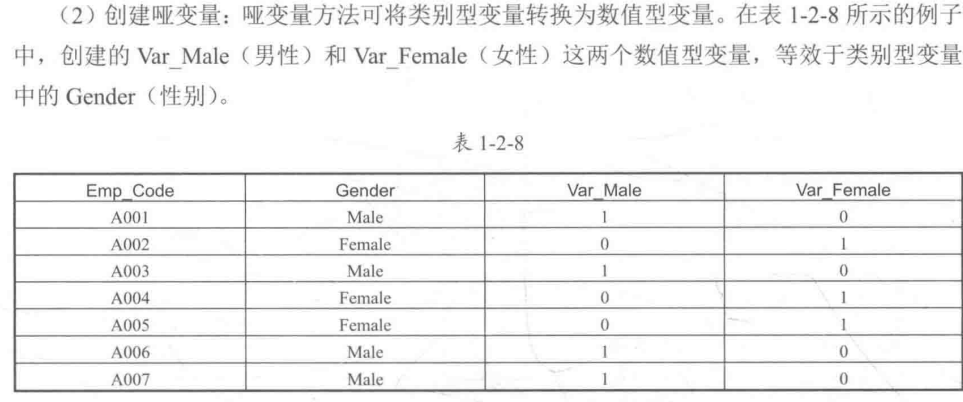 （2）创建哑变量：哑变量方法可将类别型变量转换为数值型变量。在表 1-2-8 所示的例子
中，创建的 Var_Male（男性）和 Var_Female（女性）这两个数值型变量，等效于类别型变量
中的 Gender（性别）。
表 1-2-8
Emp_Code Gender Var_Male Var_Female
A001 Male 1 0
A002 Female 0 1
A003 Male 1 0
A004 Female 0 1
A005 Female 0 1
A006 Male 1 0
A007 Male 1 0